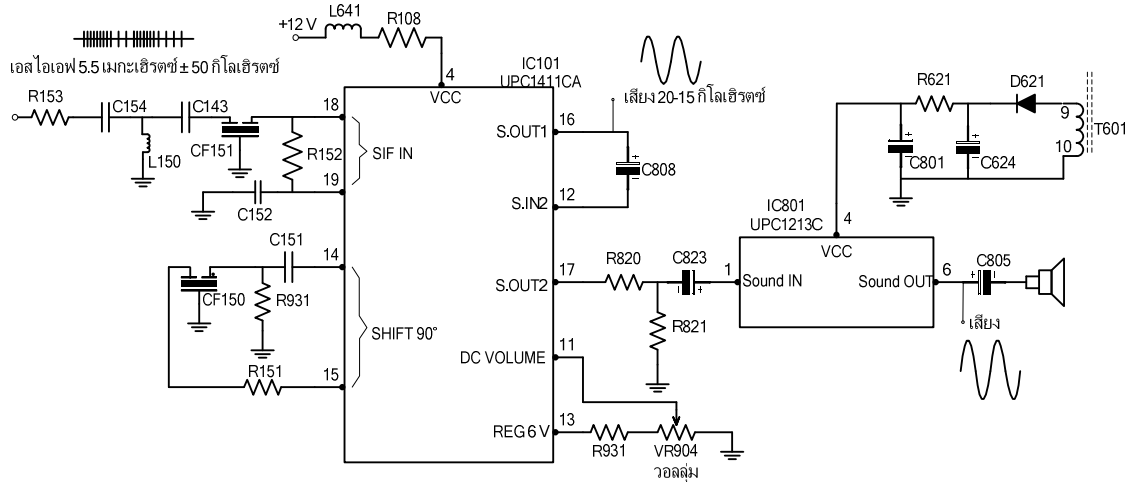 L641
+12 V
R108
เอสไอเอฟ 5.5 เมกะเฮิรตซ์ ± 50 กิโลเฮิรตซ์
R153
C154
C143
L150
CF151
R152
C152
C151
CF150
R931
R151
IC101
UPC1411CA
4
VCC
18
SIF IN
19
14
SHIFT 90°
15
S.OUT1
16
S.IN2
12
S.OUT2
17
DC VOLUME
11
REG 6 V
13
เสียง 20-15 กิโลเฮิรตซ์
C808
R820
C823
R821
R931
VR904
วอลลุ่ม
R621
D621
9
10
T601
C801
C624
IC801
UPC1213C
4
VCC
1
Sound IN
Sound OUT
6
C805
เสียง